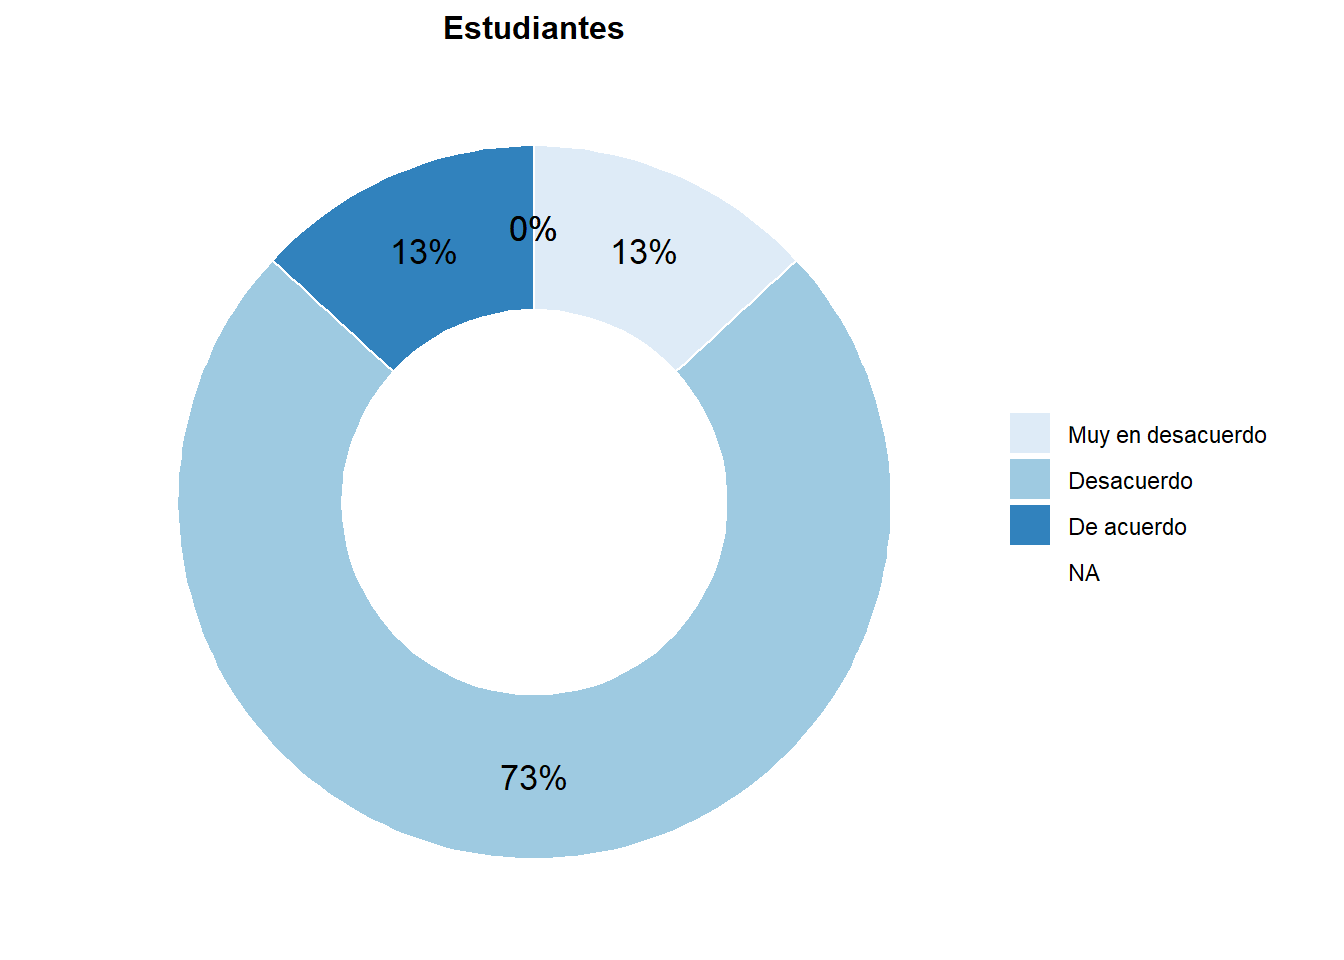 Estudiantes
0%
13%
13%
73%
Muy en desacuerdo
Desacuerdo
De acuerdo
NA